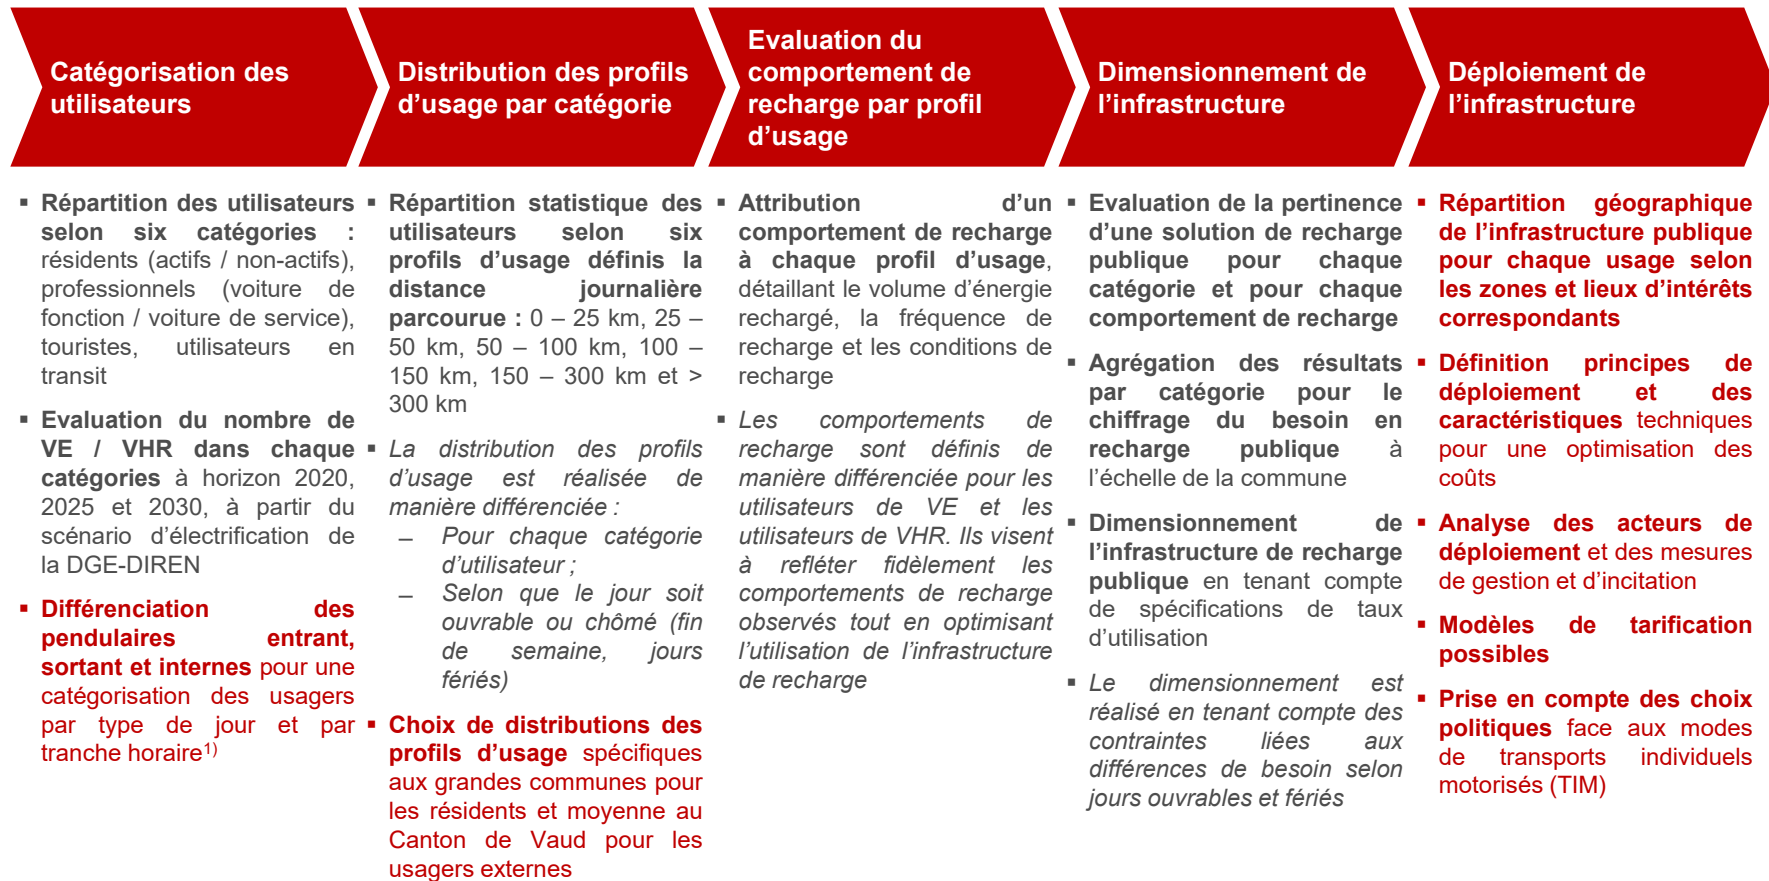 Catégorisation des
utilisateurs
Distribution des profils
d’usage par catégorie
Evaluation du
comportement de
recharge par profil
d’usage
Dimensionnement de
l’infrastructure
Déploiement de
l’infrastructure
▪ Répartition des utilisateurs
selon six catégories :
résidents (actifs / non-actifs),
professionnels (voiture de
fonction / voiture de service),
touristes, utilisateurs en
transit
▪ Evaluation du nombre de
VE / VHR dans chaque
catégories à horizon 2020,
2025 et 2030, à partir du
scénario d’électrification de
la DGE-DIREN
▪ Différenciation des
pendulaires entrant,
sortant et internes pour une
catégorisation des usagers
par type de jour et par
tranche horaire1)
▪ Répartition statistique des
utilisateurs selon six
profils d’usage définis la
distance journalière
parcourue : 0 – 25 km, 25 –
50 km, 50 – 100 km, 100 –
150 km, 150 – 300 km et >
300 km
▪ La distribution des profils
d’usage est réalisée de
manière différenciée :
– Pour chaque catégorie
d’utilisateur ;
– Selon que le jour soit
ouvrable ou chômé (fin
de semaine, jours
fériés)
▪ Choix de distributions des
profils d’usage spécifiques
aux grandes communes pour
les résidents et moyenne au
Canton de Vaud pour les
usagers externes
▪ Attribution d’un
comportement de recharge
à chaque profil d’usage,
détaillant le volume d’énergie
rechargé, la fréquence de
recharge et les conditions de
recharge
▪ Les comportements de
recharge sont définis de
manière différenciée pour les
utilisateurs de VE et les
utilisateurs de VHR. Ils visent
à refléter fidèlement les
comportements de recharge
observés tout en optimisant
l’utilisation de l’infrastructure
de recharge
▪ Evaluation de la pertinence
d’une solution de recharge
publique pour chaque
catégorie et pour chaque
comportement de recharge
▪ Agrégation des résultats
par catégorie pour le
chiffrage du besoin en
recharge publique à
l’échelle de la commune
▪ Dimensionnement de
l’infrastructure de recharge
publique en tenant compte
de spécifications de taux
d’utilisation
▪ Le dimensionnement est
réalisé en tenant compte des
contraintes liées aux
différences de besoin selon
jours ouvrables et fériés
▪ Répartition géographique
de l’infrastructure publique
pour chaque usage selon
les zones et lieux d’intérêts
correspondants
▪ Définition principes de
déploiement et des
caractéristiques techniques
pour une optimisation des
coûts
▪ Analyse des acteurs de
déploiement et des mesures
de gestion et d’incitation
▪ Modèles de tarification
possibles
▪ Prise en compte des choix
politiques face aux modes
de transports individuels
motorisés (TIM)